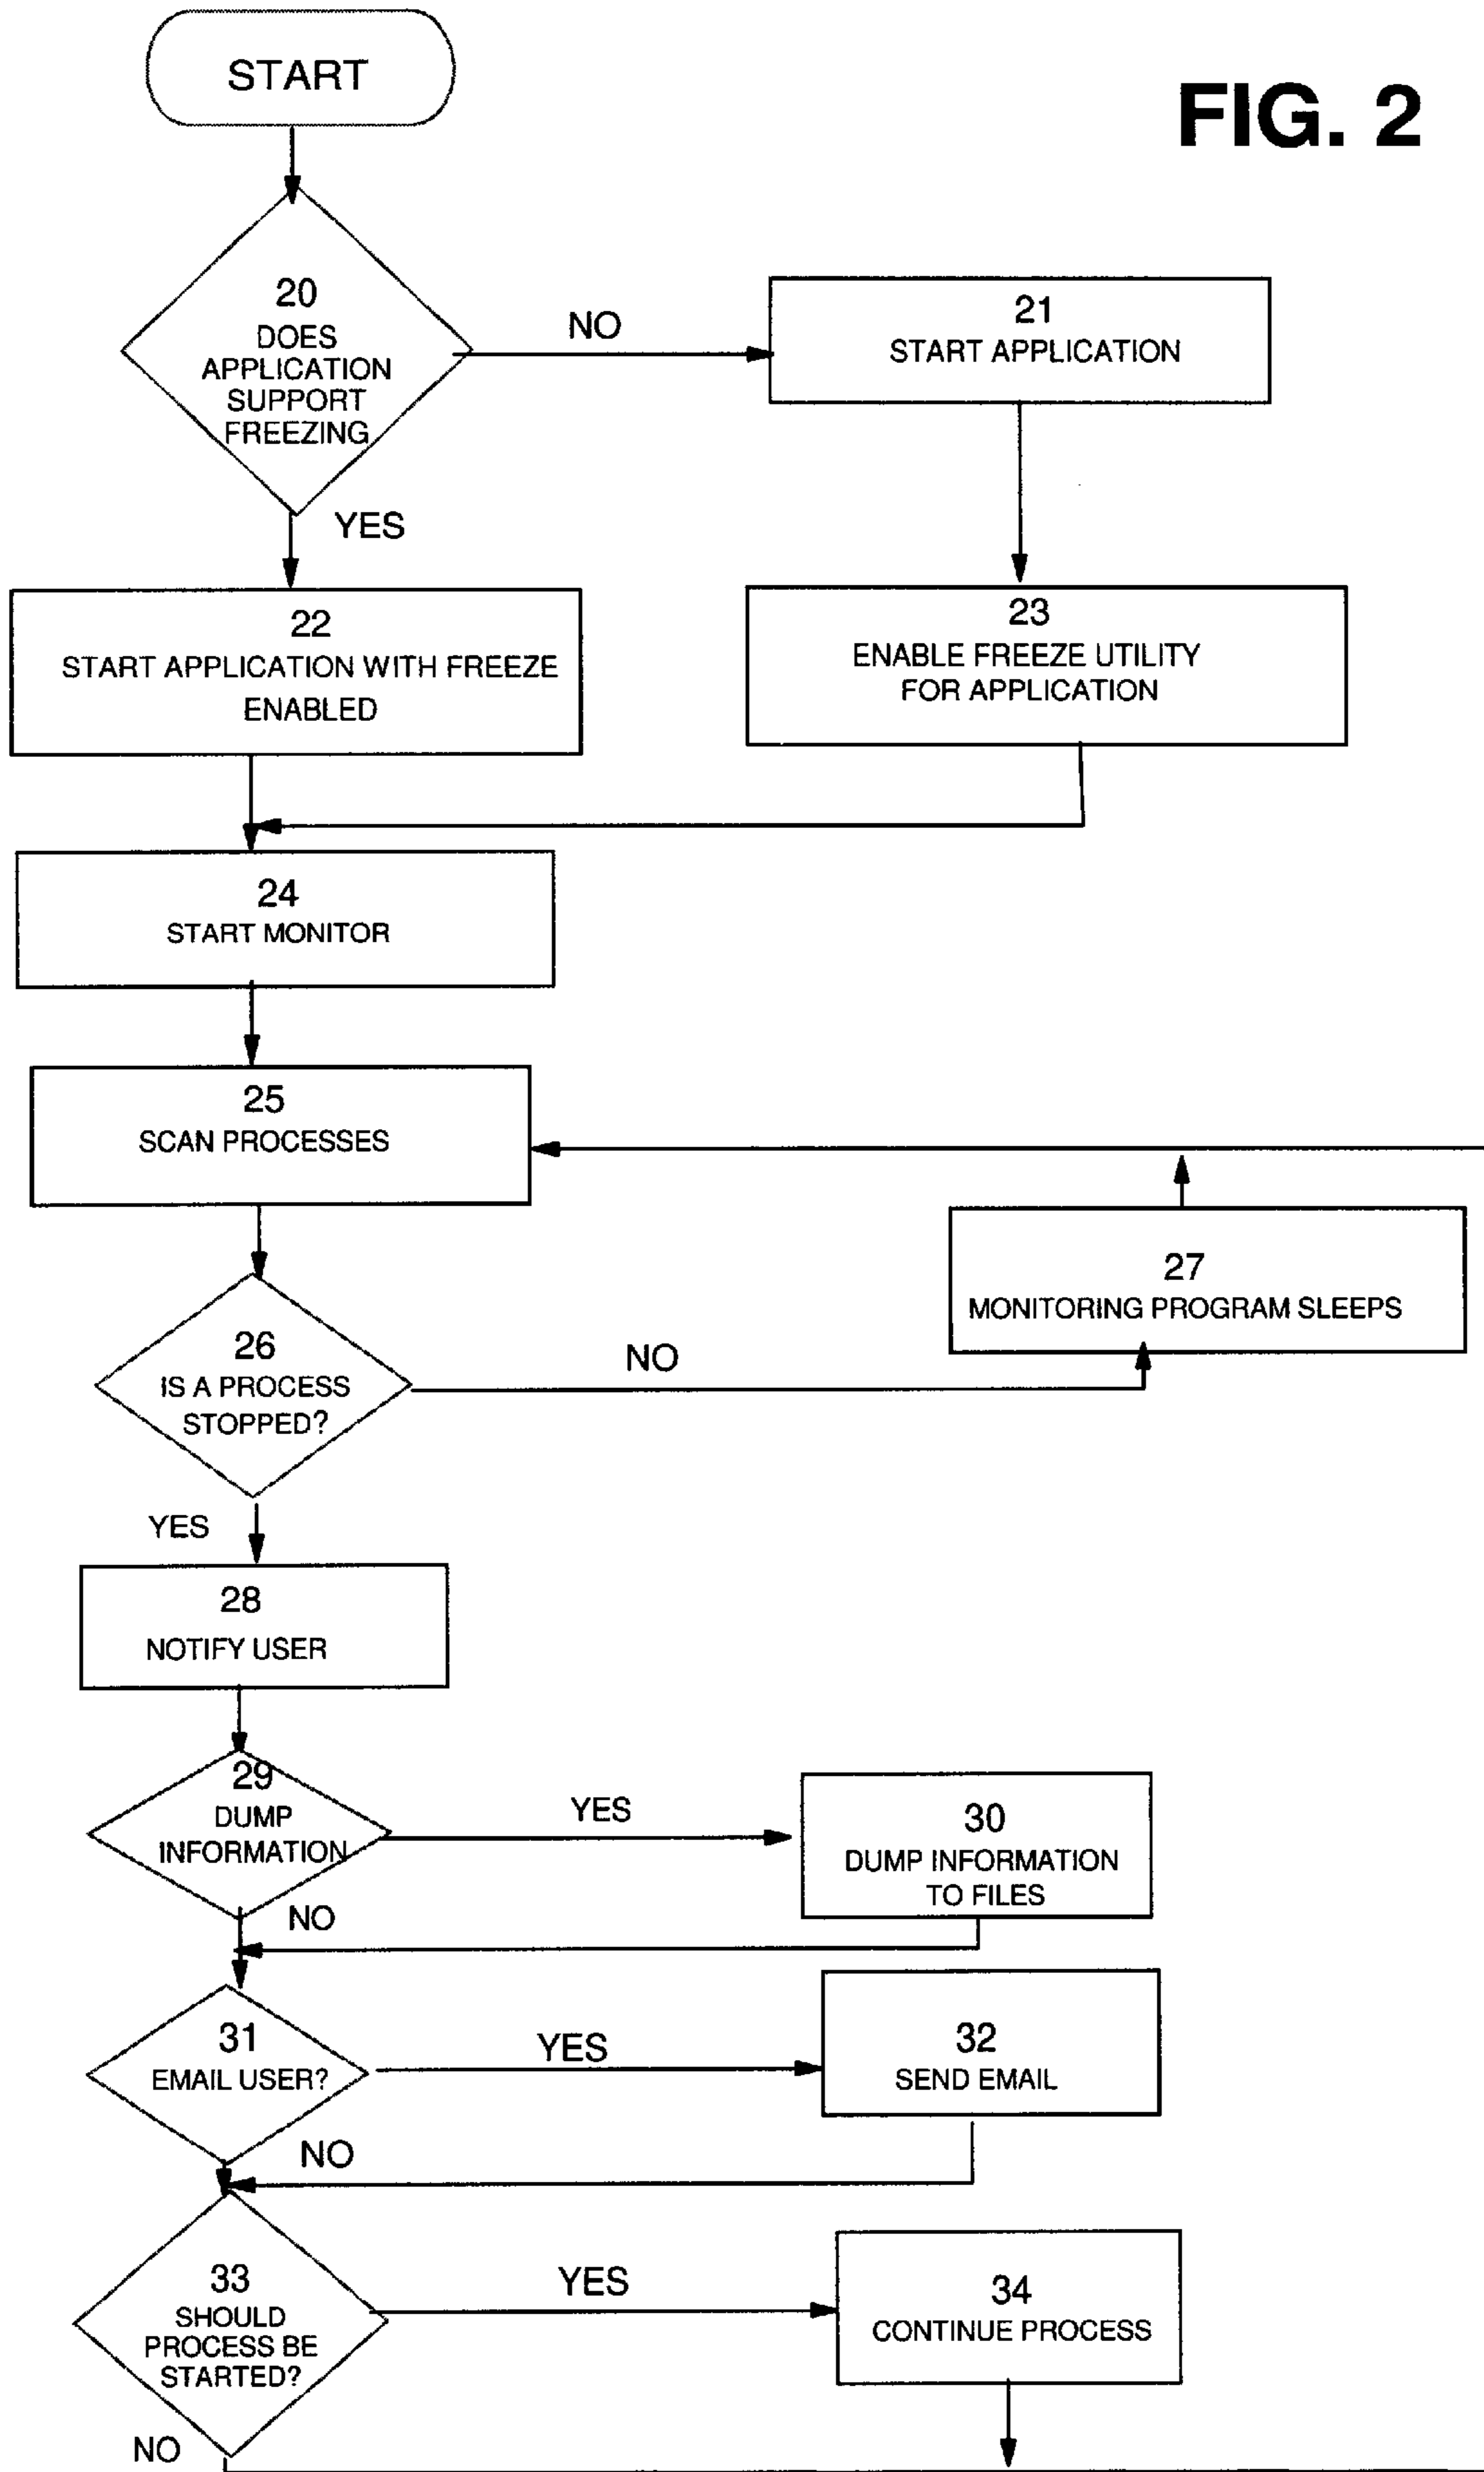 START
FIG. 2
20
DOES
APPLICATION
SUPPORT
FREEZING
NO
21
START APPLICATION
YES
22
START APPLICATION WITH FREEZE
ENABLED
23
ENABLE FREEZE UTILITY
FOR APPLICATION
24
START MONITOR
25
SCAN PROCESSES
27
MONITORING PROGRAM SLEEPS
26
IS A PROCESS
STOPPED?
NO
YES
28
NOTIFY USER
29
DUMP
INFORMATION
YES
30
DUMP INFORMATION
TO FILES
NO
31
EMAIL USER?
YES
32
SEND EMAIL
NO
33
SHOULD
PROCESS BE
STARTED?
YES
34
CONTINUE PROCESS
NO